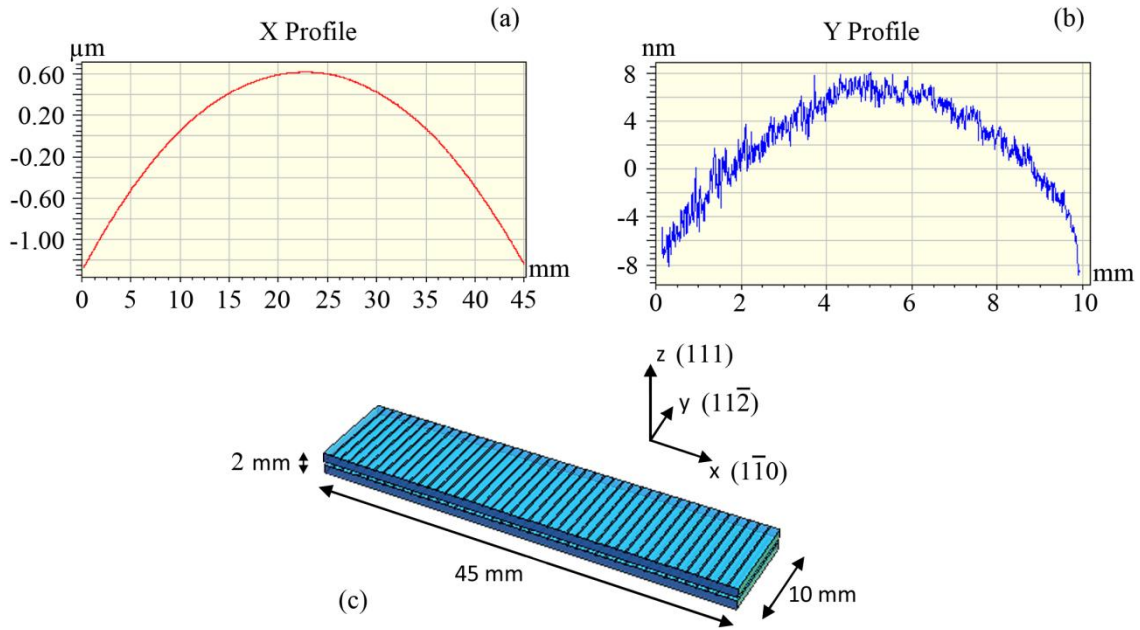 (a)
X Profile
µm
0.60
0.20
-0.20
-0.60
-1.00
mm
0 5 10 15 20 25 30 35 40 45
(b)
Y Profile
nm
8
4
0
-4
-8
mm
0 2 4 6 8 10
z (111)
y (112̅)
x (11̅0)
2 mm
45 mm
10 mm
(c)